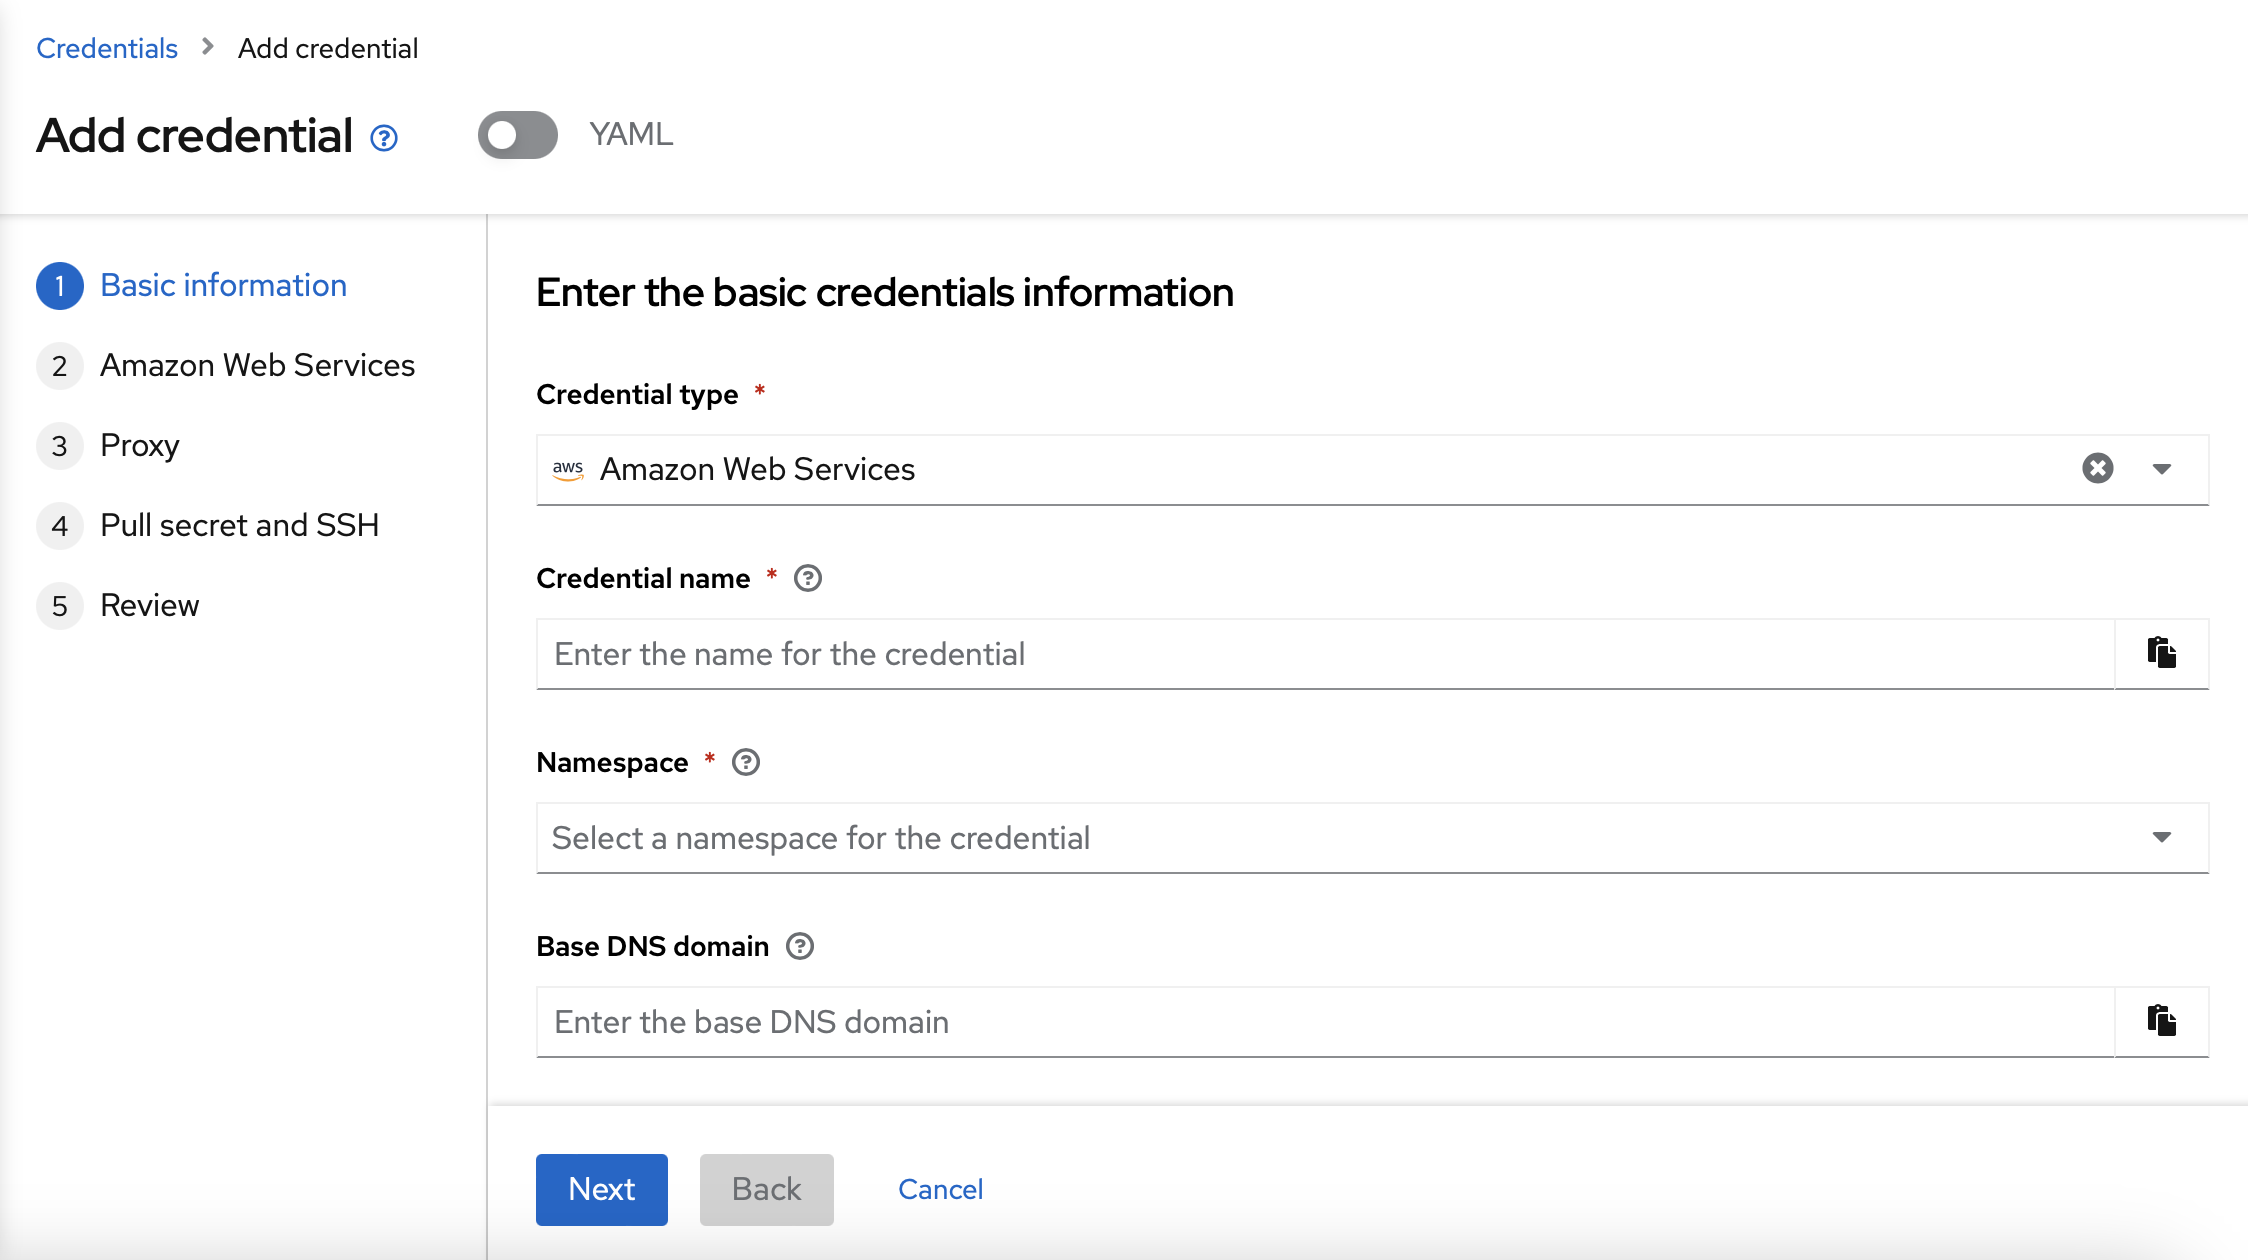 Credentials > Add credential
Add credential ? YAML
1 Basic information
2 Amazon Web Services
3 Proxy
4 Pull secret and SSH
5 Review
Enter the basic credentials information
Credential type *
aws Amazon Web Services
Credential name * ?
Enter the name for the credential
Namespace * ?
Select a namespace for the credential
Base DNS domain ?
Enter the base DNS domain
Next Back Cancel